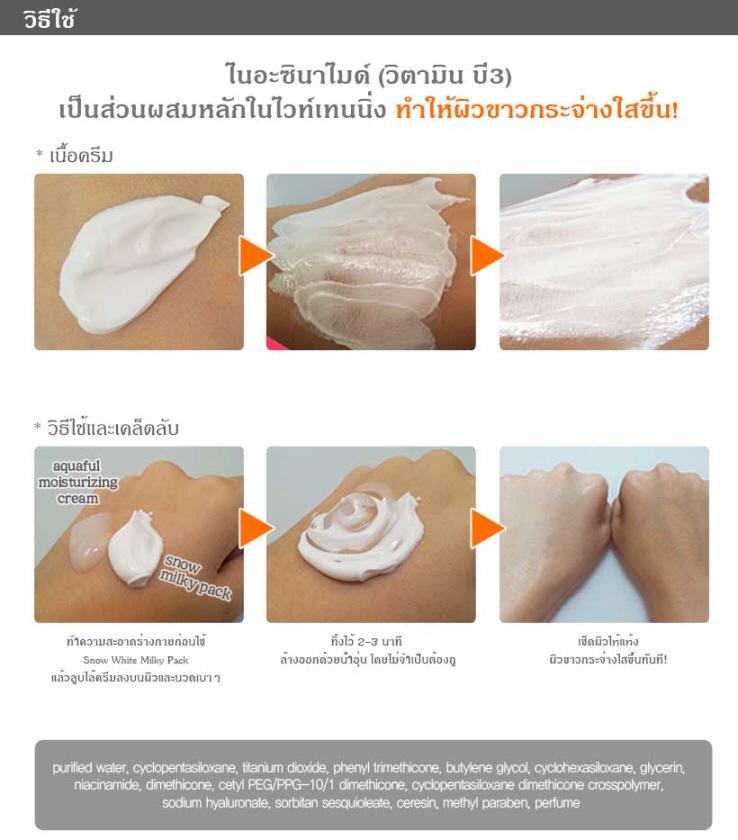 วิธีใช้
ไนอะซินาไมด์ (วิตามิน บี3)
เป็นส่วนผสมหลักในไวท์เทนนิ่ง ทำให้ผิวขาวกระจ่างใสขึ้น!
* เนื้อครีม
* วิธีใช้และเคล็ดลับ
aquaful
moisturizing
cream
snow
milky pack
ทำความสะอาดร่างกายก่อนใช้
Snow White Milky Pack
แล้วลูบไล้ครีมลงบนผิวและนวดเบา ๆ
ทิ้งไว้ 2-3 นาที
ล้างออกด้วยน้ำอุ่น โดยไม่จำเป็นต้องถู
เช็ดผิวให้แห้ง
ผิวขาวกระจ่างใสขึ้นทันที!
purified water, cyclopentasiloxane, titanium dioxide, phenyl trimethicone, butylene glycol, cyclohexasiloxane, glycerin,
niacinamide, dimethicone, cetyl PEG/PPG-10/1 dimethicone, cyclopentasiloxane dimethicone crosspolymer,
sodium hyaluronate, sorbitan sesquioleate, ceresin, methyl paraben, perfume